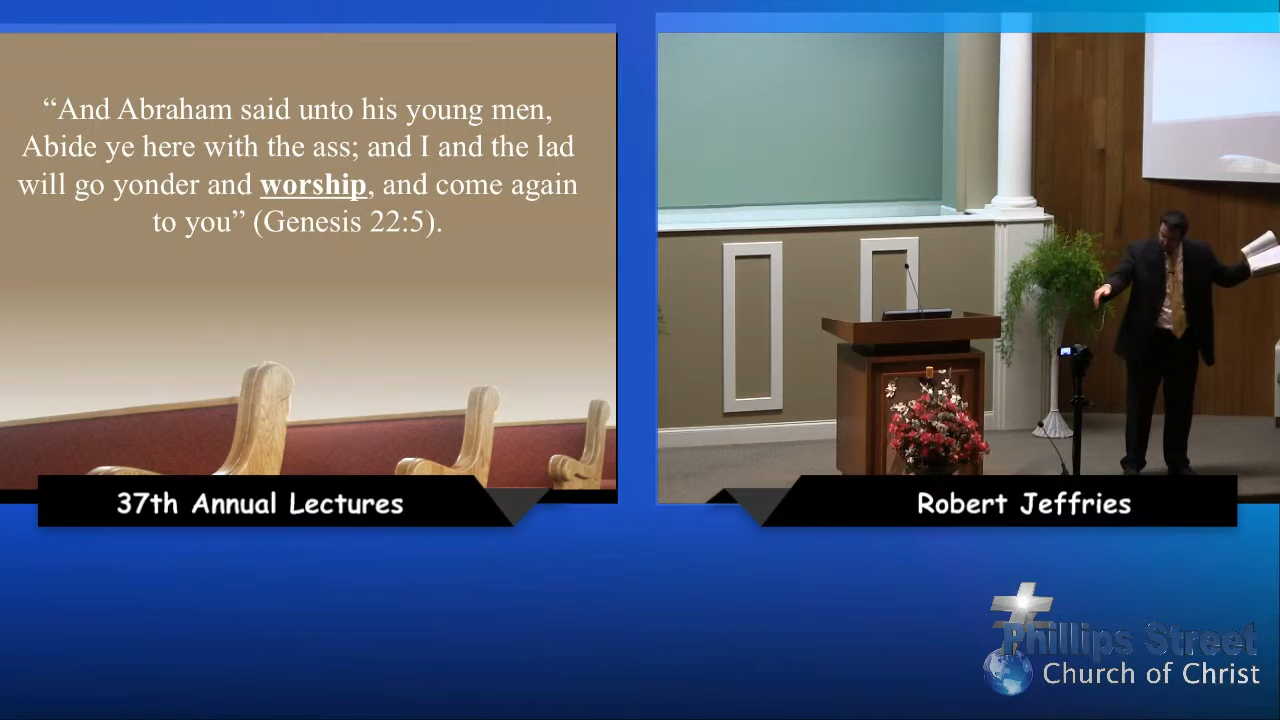 “And Abraham said unto his young men,
Abide ye here with the ass; and I and the lad
will go yonder and worship, and come again
to you” (Genesis 22:5).
37th Annual Lectures
Robert Jeffries
Phillips Street
Church of Christ